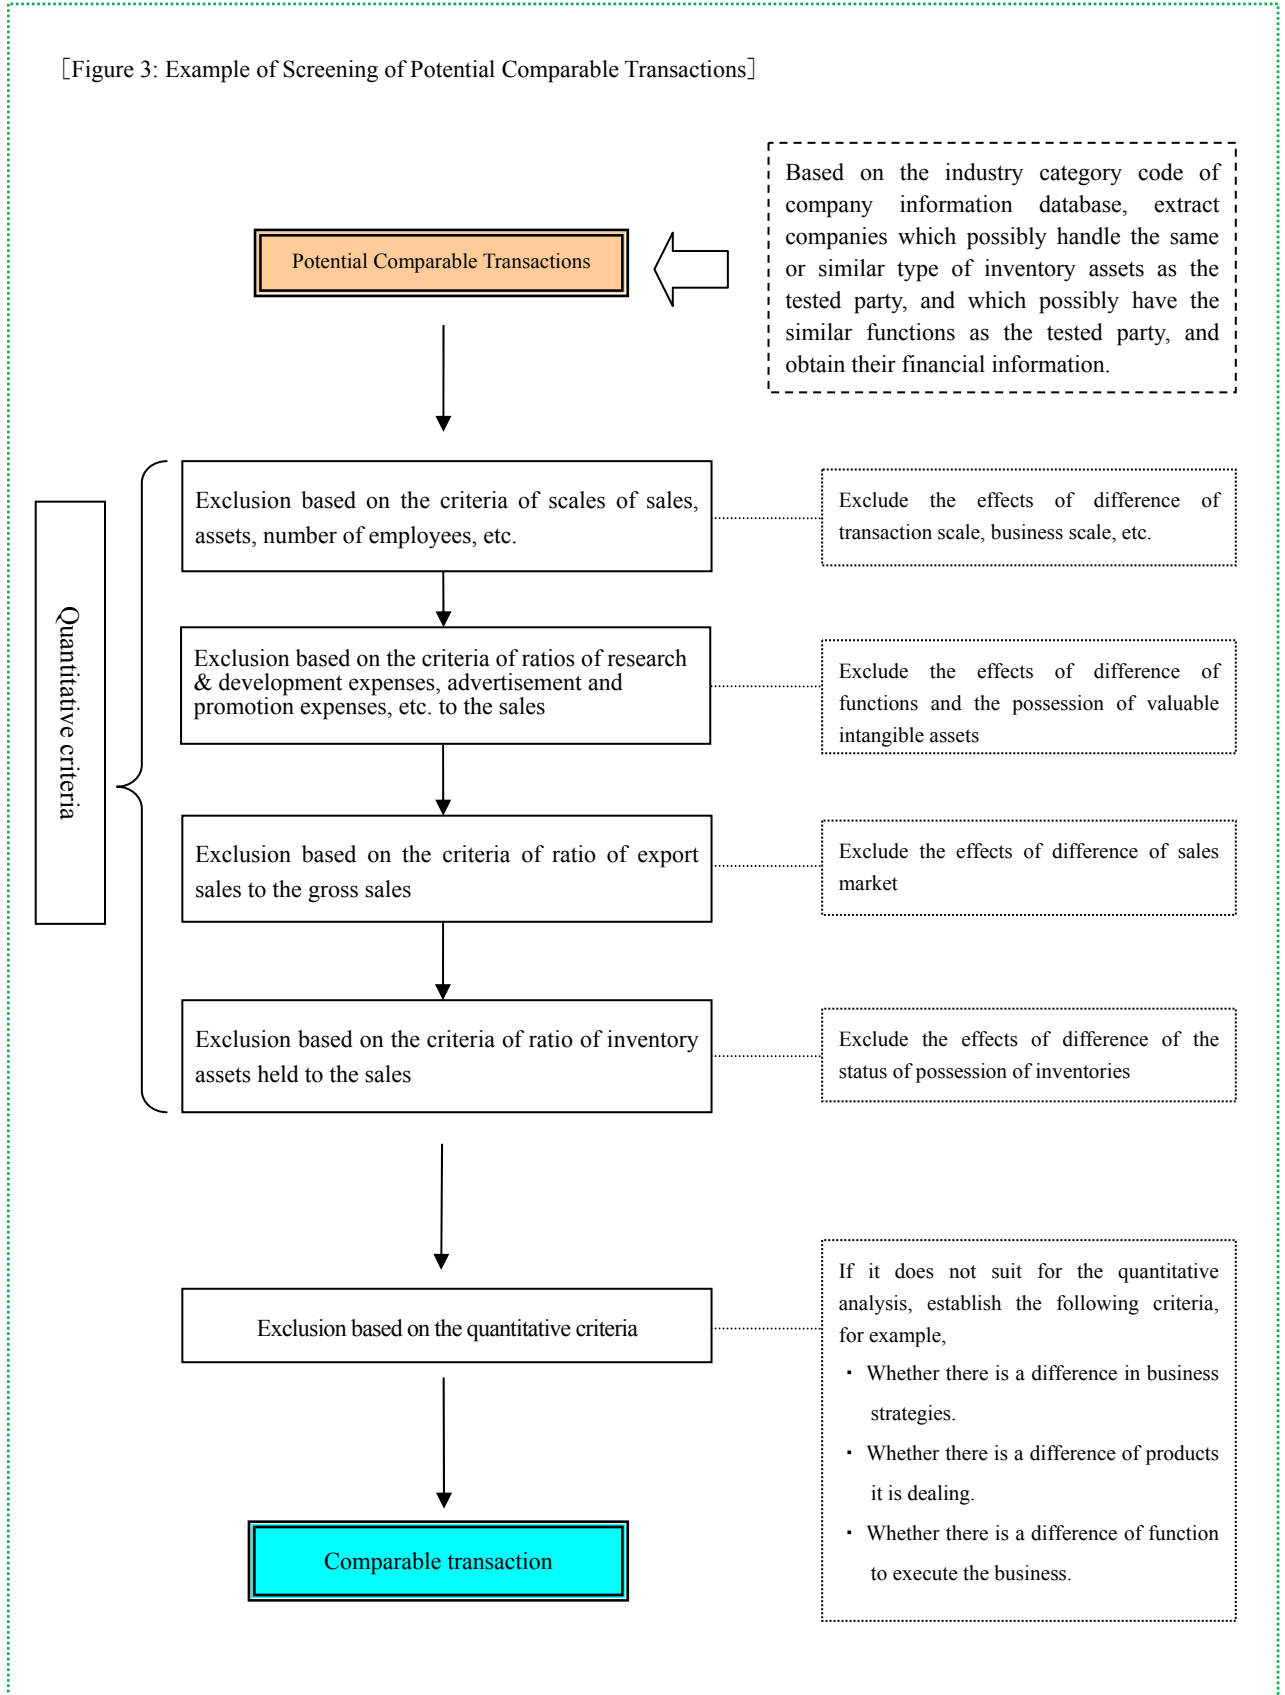 [Figure 3: Example of Screening of Potential Comparable Transactions]
Based on the industry category code of
company information database, extract
companies which possibly handle the same
or similar type of inventory assets as the
tested party, and which possibly have the
similar functions as the tested party, and
obtain their financial information.
Potential Comparable Transactions
Quantitative criteria
Exclusion based on the criteria of scales of sales,
assets, number of employees, etc.
Exclude the effects of difference of
transaction scale, business scale, etc.
Exclusion based on the criteria of ratios of research
& development expenses, advertisement and
promotion expenses, etc. to the sales
Exclude the effects of difference of
functions and the possession of valuable
intangible assets
Exclusion based on the criteria of ratio of export
sales to the gross sales
Exclude the effects of difference of sales
market
Exclusion based on the criteria of ratio of inventory
assets held to the sales
Exclude the effects of difference of the
status of possession of inventories
Exclusion based on the quantitative criteria
If it does not suit for the quantitative
analysis, establish the following criteria,
for example,
・ Whether there is a difference in business
strategies.
・ Whether there is a difference of products
it is dealing.
・ Whether there is a difference of function
to execute the business.
Comparable transaction